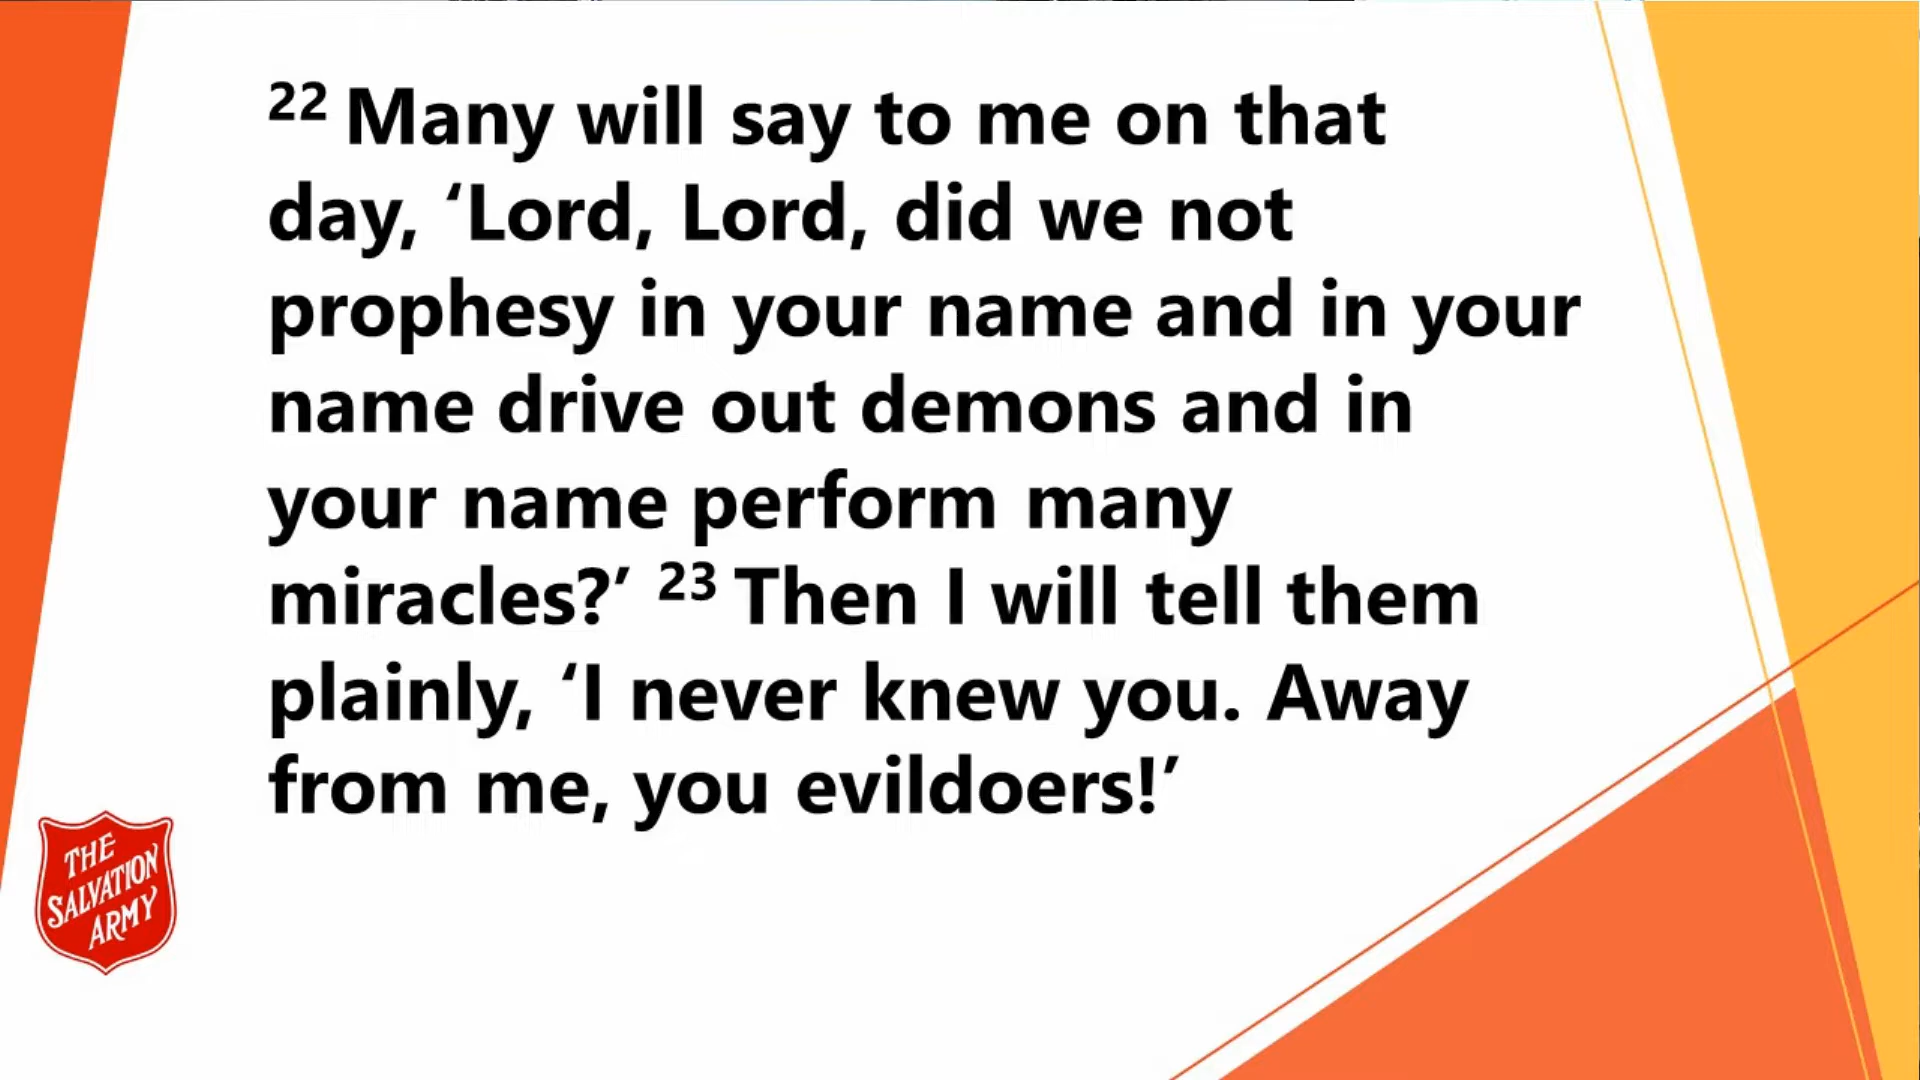 22 Many will say to me on that
day, ‘Lord, Lord, did we not
prophesy in your name and in your
name drive out demons and in
your name perform many
miracles?’ 23 Then I will tell them
plainly, ‘I never knew you. Away
from me, you evildoers!’
THE
SALVATION
ARMY